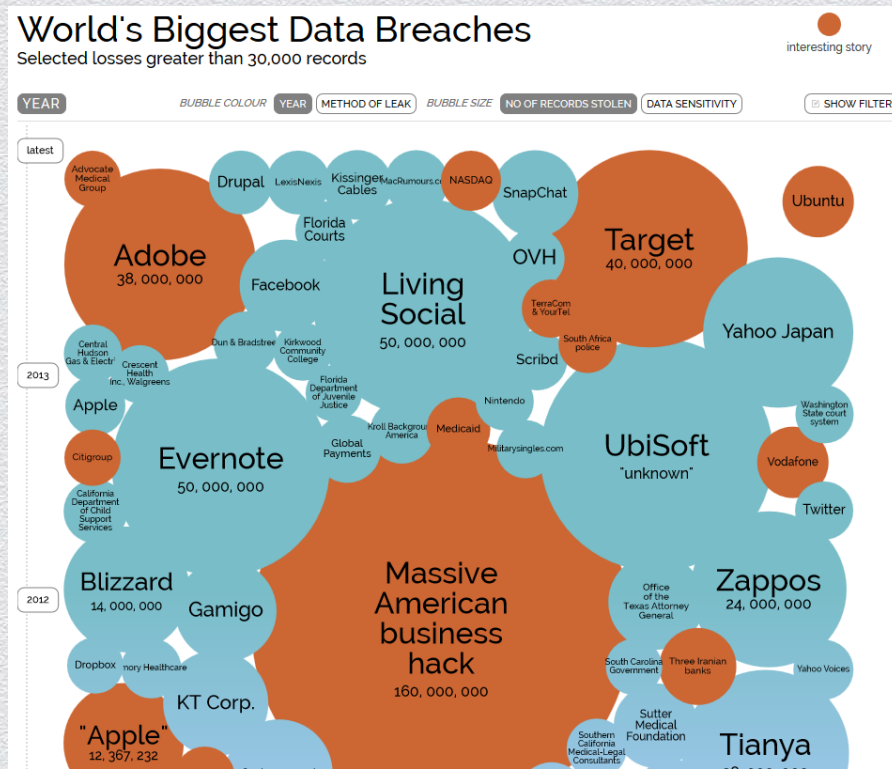 World's Biggest Data Breaches
Selected losses greater than 30,000 records
interesting story
YEAR
BUBBLE COLOUR
YEAR
METHOD OF LEAK
BUBBLE SIZE
NO OF RECORDS STOLEN
DATA SENSITIVITY
SHOW FILTER
latest
Advocate
Medical
Group
Drupal
LexisNexis
Kissinger
Cables
MacRumours.c
NASDAQ
SnapChat
Ubuntu
Florida
Courts
Adobe
38, 000, 000
Target
40, 000, 000
OVH
Facebook
Living
Social
50, 000, 000
TerraCom
& YourTel
Yahoo Japan
Central
Hudson
Gas & Electri
Dun & Bradstree
Kirkwood
Community
College
South Africa
police
Scribd
2013
Crescent
Health
Inc., Walgreens
Florida
Department
of Juvenile
Justice
Nintendo
Apple
Washington
State court
system
Kroll Backgrou
America
Medicaid
Global
Payments
Militarysingles.com
UbiSoft
"unknown"
Citigroup
Evernote
50, 000, 000
Vodafone
California
Department
of Child
Support
Services
Twitter
2012
Blizzard
14, 000, 000
Gamigo
Massive
American
business
hack
160, 000, 000
Office
of the
Texas Attorney
General
Zappos
24, 000, 000
Dropbox
mory Healthcare
South Carolina
Government
Three Iranian
banks
Yahoo Voices
KT Corp.
"Apple"
12, 367, 232
Sutter
Medical
Foundation
Southern
California
Medical-Legal
Consultants
Tianya